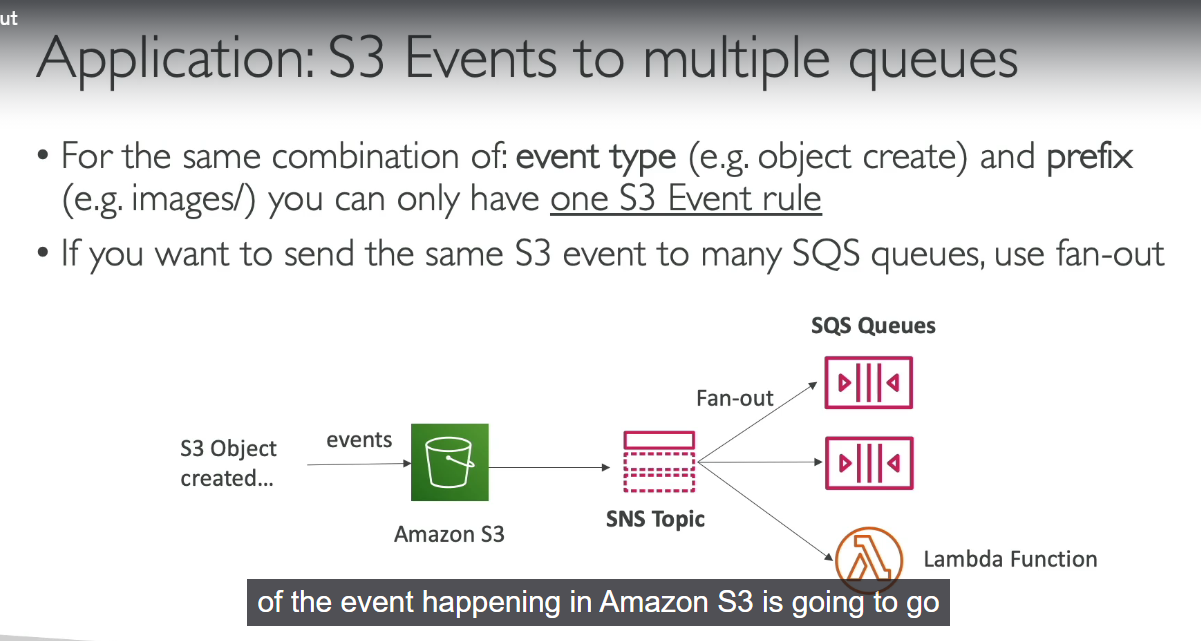 ut
Application: S3 Events to multiple queues
• For the same combination of: event type (e.g. object create) and prefix
(e.g. images/) you can only have one S3 Event rule
• If you want to send the same S3 event to many SQS queues, use fan-out
SQS Queues
Fan-out
S3 Object
created...
events
Amazon S3
SNS Topic
Lambda Function
of the event happening in Amazon S3 is going to go